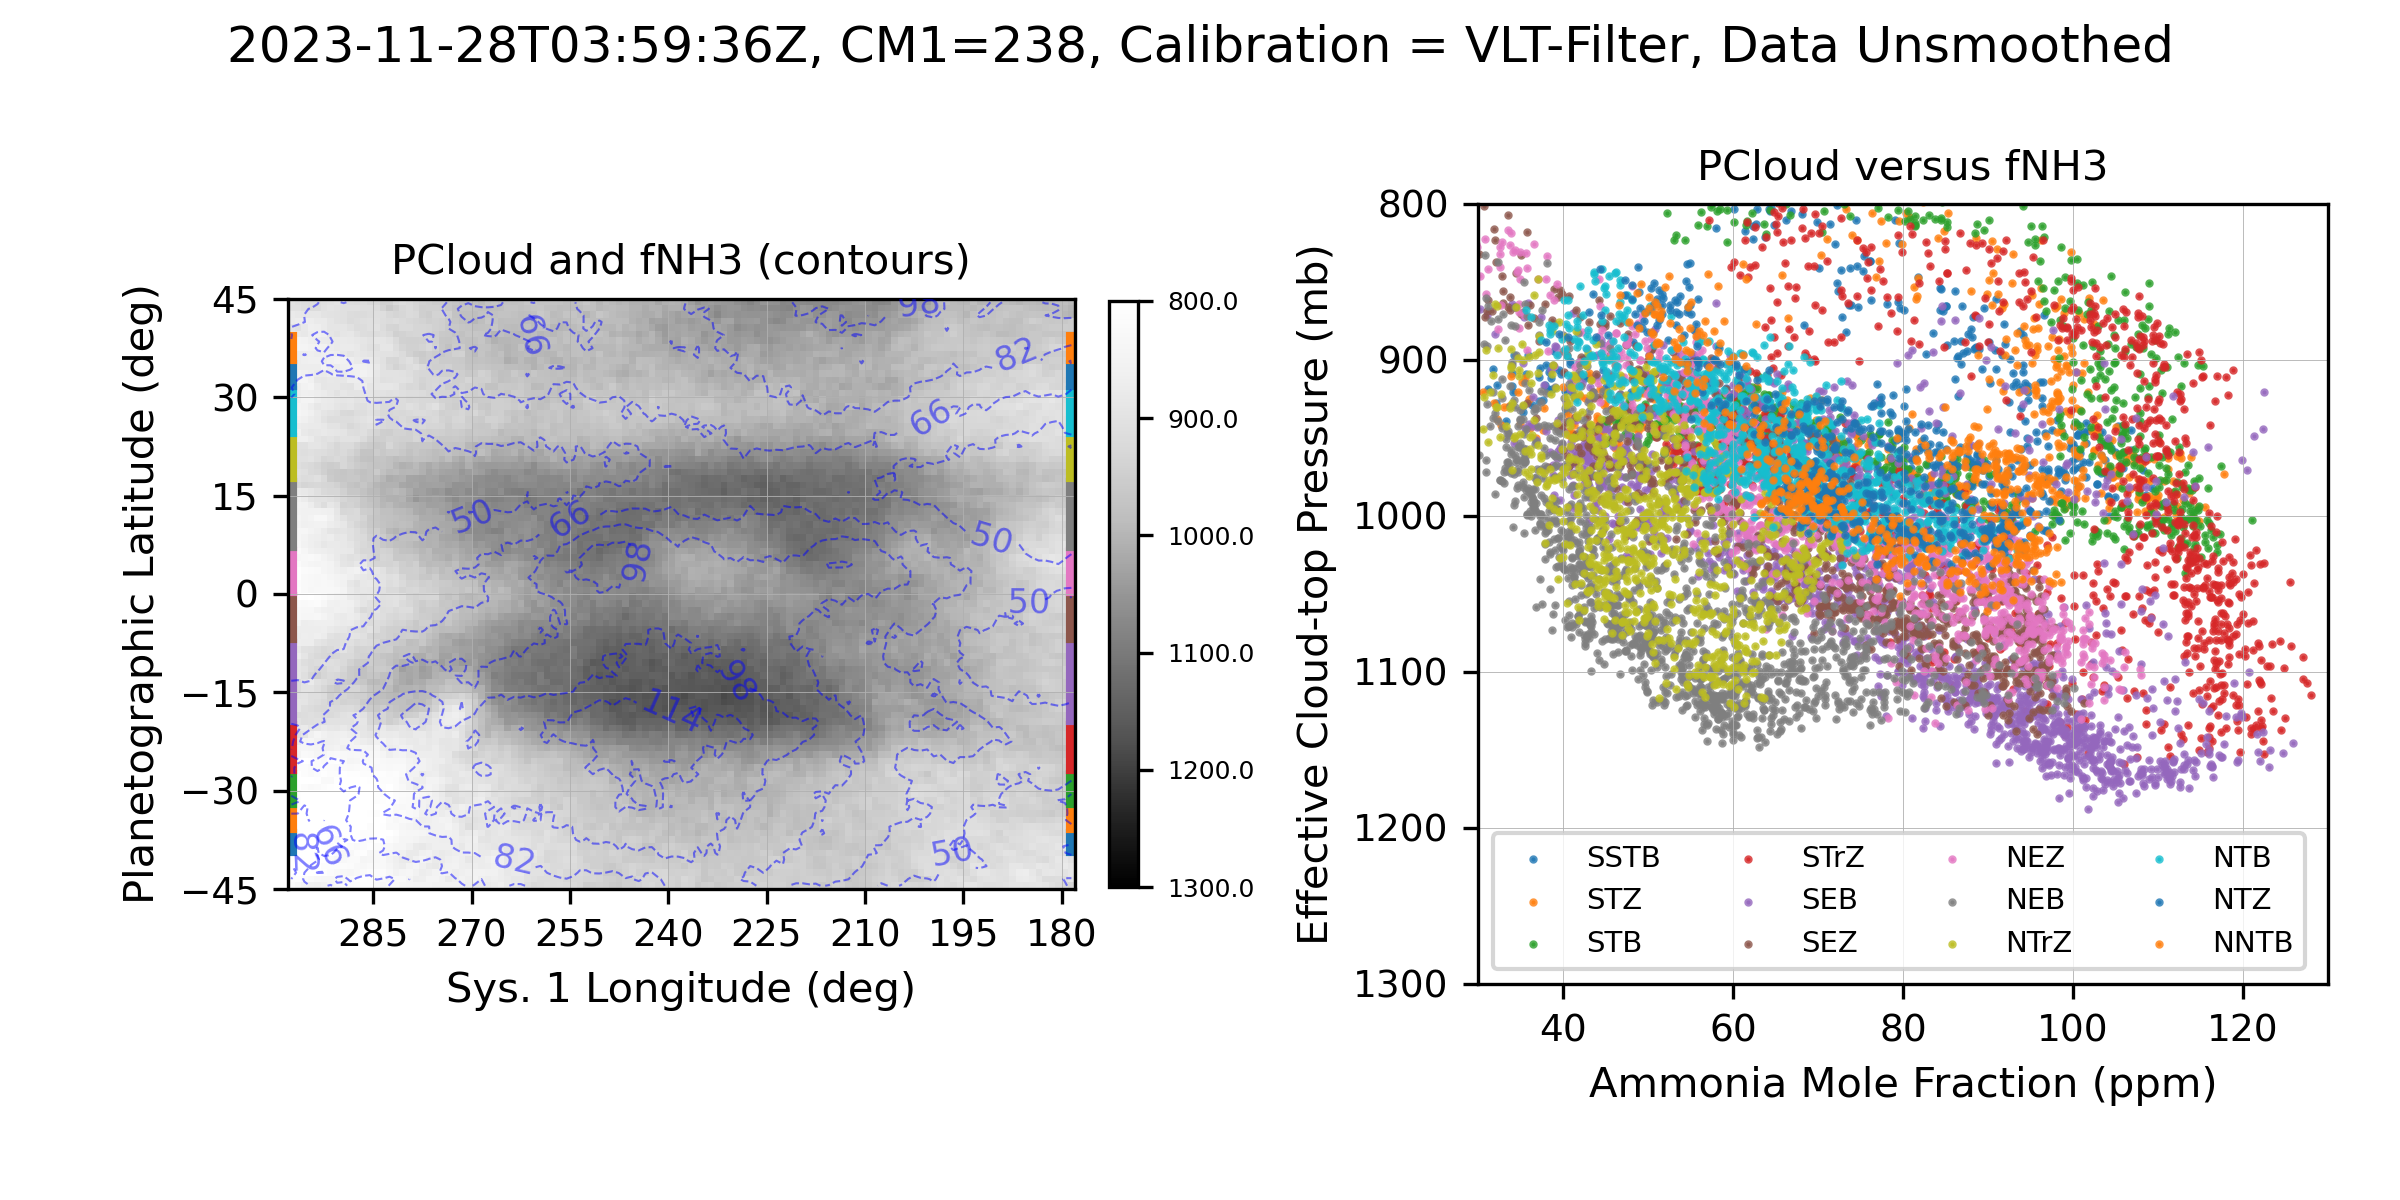 2023-11-28T03:59:36Z, CM1=238, Calibration = VLT-Filter, Data Unsmoothed
PCloud and fNH3 (contours)
Planetographic Latitude (deg)
45
30
15
0
−15
−30
−45
98
66
82
66
50
66
50
98
50
98
114
98
82
82
50
285
270
255
240
225
210
195
180
Sys. 1 Longitude (deg)
800.0
900.0
1000.0
1100.0
1200.0
1300.0
PCloud versus fNH3
Effective Cloud-top Pressure (mb)
800
900
1000
1100
1200
1300
SSTB
STZ
STB
STrZ
SEB
SEZ
NEZ
NEB
NTrZ
NTB
NTZ
NNTB
40
60
80
100
120
Ammonia Mole Fraction (ppm)